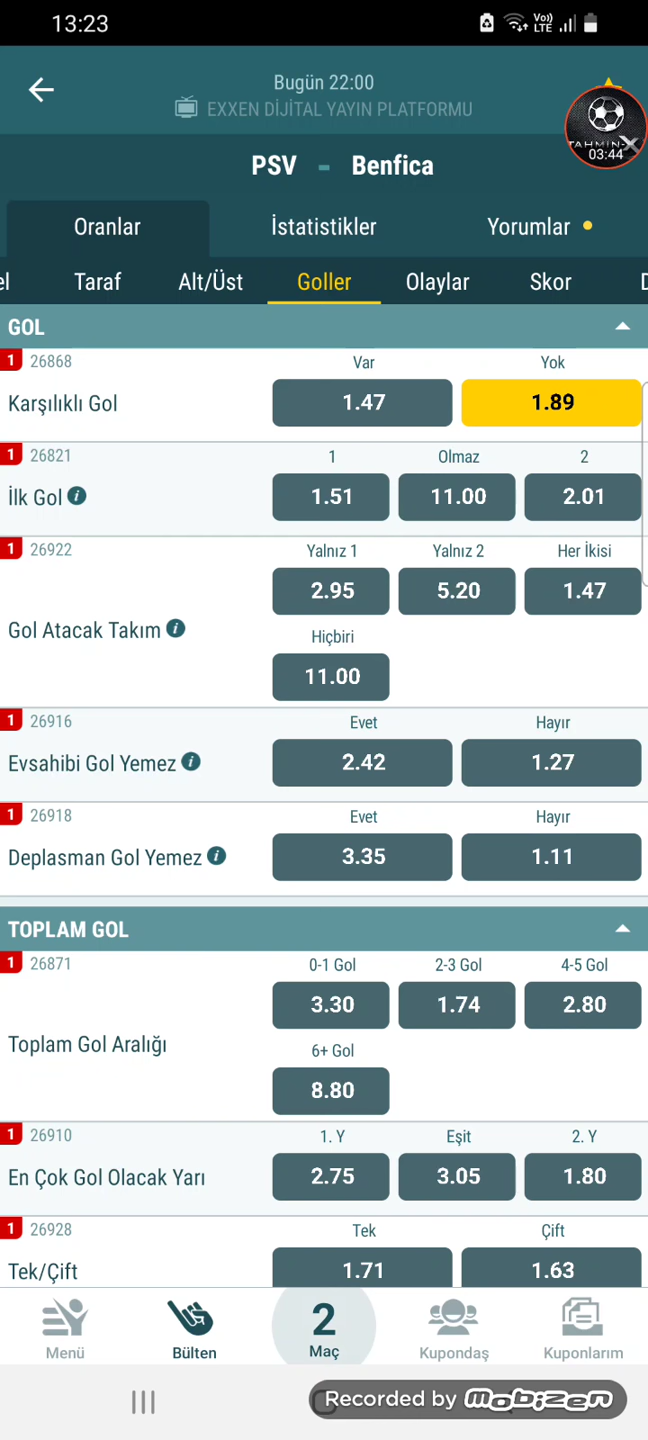 13:23
Vo))
LTE
Bugün 22:00
EXXEN DİJİTAL YAYIN PLATFORMU
TAHMİN-X
03:44
PSV - Benfica
Oranlar İstatistikler Yorumlar
el Taraf Alt/Üst Goller Olaylar Skor D
GOL
1 26868 Var Yok
Karşılıklı Gol 1.47 1.89
1 26821 1 Olmaz 2
İlk Gol i 1.51 11.00 2.01
1 26922 Yalnız 1 Yalnız 2 Her İkisi
2.95 5.20 1.47
Gol Atacak Takım i
Hiçbiri
11.00
1 26916 Evet Hayır
Evsahibi Gol Yemez i 2.42 1.27
1 26918 Evet Hayır
Deplasman Gol Yemez i 3.35 1.11
TOPLAM GOL
1 26871 0-1 Gol 2-3 Gol 4-5 Gol
3.30 1.74 2.80
Toplam Gol Aralığı
6+ Gol
8.80
1 26910 1. Y Eşit 2. Y
En Çok Gol Olacak Yarı 2.75 3.05 1.80
1 26928 Tek Çift
Tek/Çift 1.71 1.63
2
Menü Bülten Maç Kupondaş Kuponlarım
Recorded by mobizen